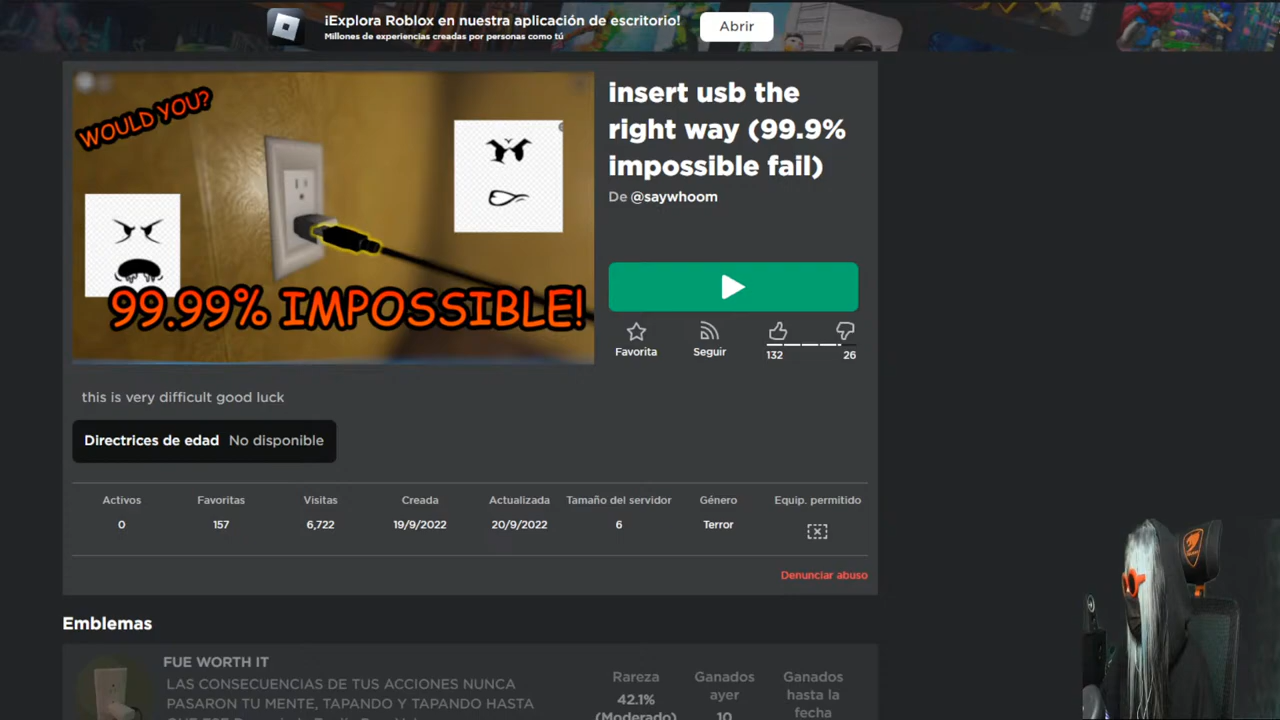 ¡Explora Roblox en nuestra aplicación de escritorio!
Millones de experiencias creadas por personas como tú
Abrir
WOULD YOU?
99.99% IMPOSSIBLE!
insert usb the
right way (99.9%
impossible fail)
De @saywhoom
Favorita
Seguir
132
26
this is very difficult good luck
Directrices de edad No disponible
Activos
Favoritas
Visitas
Creada
Actualizada
Tamaño del servidor
Género
Equip. permitido
0
157
6,722
19/9/2022
20/9/2022
6
Terror
Denunciar abuso
Emblemas
FUE WORTH IT
LAS CONSECUENCIAS DE TUS ACCIONES NUNCA
PASARON TU MENTE, TAPANDO Y TAPANDO HASTA
Rareza
42.1%
(Moderado)
Ganados
ayer
10
Ganados
hasta la
fecha